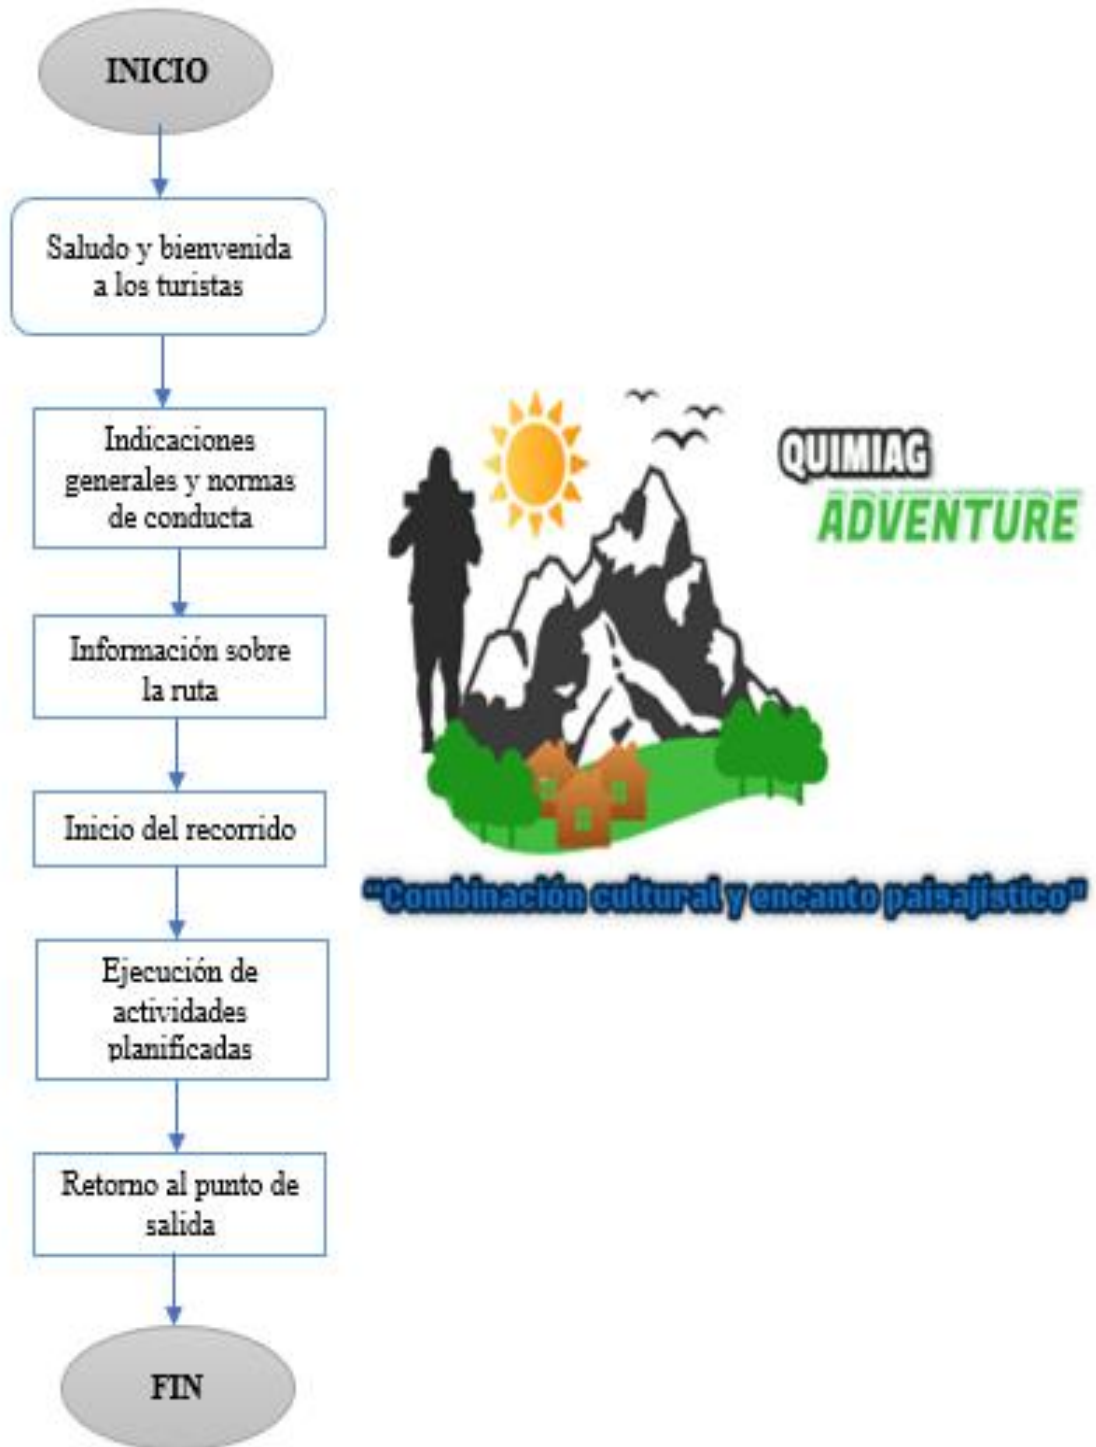 INICIO
Saludo y bienvenida
a los turistas
Indicaciones
generales y normas
de conducta
Información sobre
la ruta
Inicio del recorrido
Ejecución de
actividades
planificadas
Retorno al punto de
salida
FIN
QUIMIAG
ADVENTURE
"Combinación cultural y encanto paisajístico"